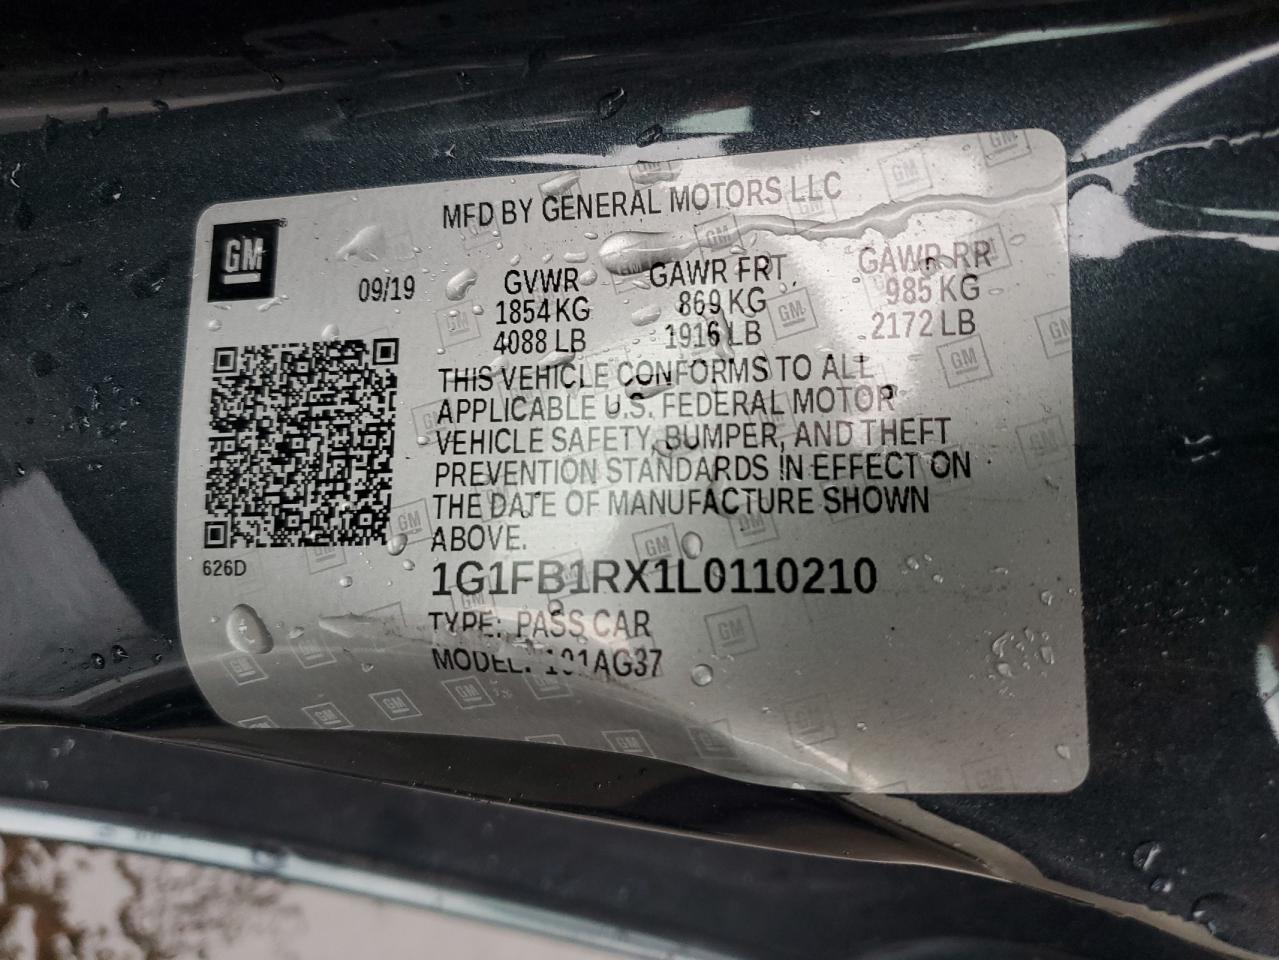 MFD BY GENERAL MOTORS LLC
GM
09/19
GVWR GAWR FRT GAWR RR
1854 KG 869 KG 985 KG
4088 LB 1916 LB 2172 LB
THIS VEHICLE CONFORMS TO ALL
APPLICABLE U.S. FEDERAL MOTOR
VEHICLE SAFETY, BUMPER, AND THEFT
PREVENTION STANDARDS IN EFFECT ON
THE DATE OF MANUFACTURE SHOWN
ABOVE.
626D
1G1FB1RX1L0110210
TYPE: PASS CAR
MODEL: